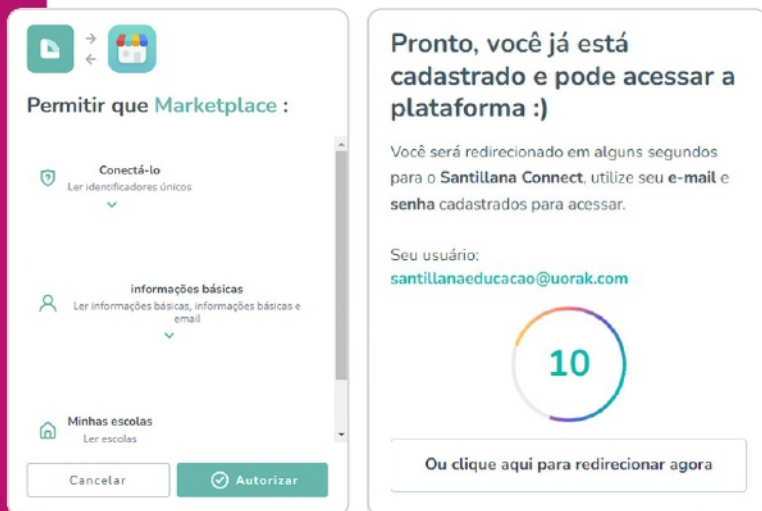 Permitir que Marketplace :
Conectá-lo
Ler identificadores únicos
informações básicas
Ler informações básicas, informações básicas e
email
Minhas escolas
Ler escolas
Cancelar
Autorizar
Pronto, você já está
cadastrado e pode acessar a
plataforma :)
Você será redirecionado em alguns segundos
para o Santillana Connect, utilize seu e-mail e
senha cadastrados para acessar.
Seu usuário:
santillanaeducacao@uorak.com
10
Ou clique aqui para redirecionar agora